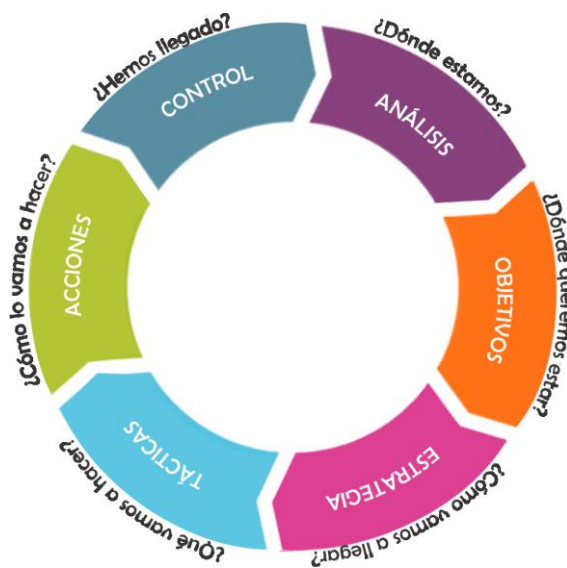 ¿Dónde estamos?
ANÁLISIS
¿Dónde queremos estar?
OBJETIVOS
¿Cómo vamos a llegar?
ESTRATEGIA
¿Qué vamos a hacer?
TÁCTICAS
¿Cómo lo vamos a hacer?
ACCIONES
¿Hemos llegado?
CONTROL